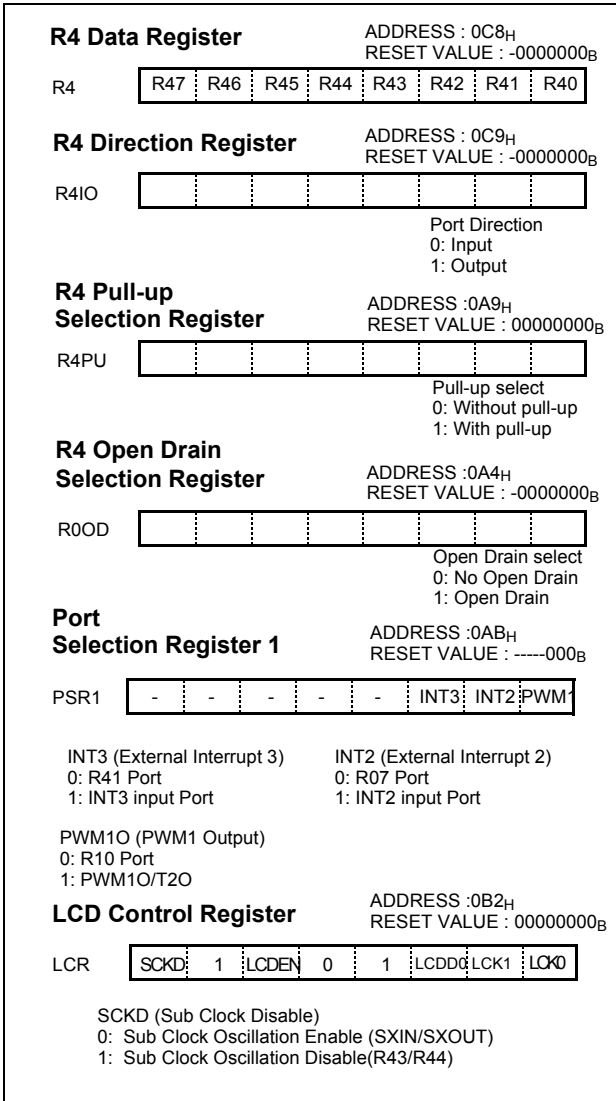 R4 Data Register
ADDRESS : 0C8H
RESET VALUE : -0000000B
R4 R47 R46 R45 R44 R43 R42 R41 R40
R4 Direction Register
ADDRESS : 0C9H
RESET VALUE : -0000000B
R4IO
Port Direction
0: Input
1: Output
R4 Pull-up
Selection Register
ADDRESS :0A9H
RESET VALUE : 00000000B
R4PU
Pull-up select
0: Without pull-up
1: With pull-up
R4 Open Drain
Selection Register
ADDRESS :0A4H
RESET VALUE : -0000000B
R0OD
Open Drain select
0: No Open Drain
1: Open Drain
Port
Selection Register 1
ADDRESS :0ABH
RESET VALUE : -----000B
PSR1 - - - - - INT3 INT2 PWM1
INT3 (External Interrupt 3)
0: R41 Port
1: INT3 input Port
INT2 (External Interrupt 2)
0: R07 Port
1: INT2 input Port
PWM1O (PWM1 Output)
0: R10 Port
1: PWM1O/T2O
LCD Control Register
ADDRESS :0B2H
RESET VALUE : 00000000B
LCR SCKD 1 LCDEN 0 1 LCDD0 LCK1 LCK0
SCKD (Sub Clock Disable)
0: Sub Clock Oscillation Enable (SXIN/SXOUT)
1: Sub Clock Oscillation Disable(R43/R44)